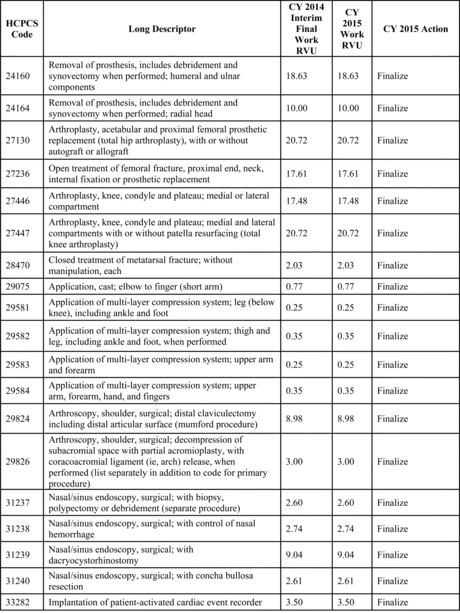 HCPCS Code | Long Descriptor | CY 2014 Interim Final Work RVU | CY 2015 Work RVU | CY 2015 Action
24160 | Removal of prosthesis, includes debridement and synovectomy when performed; humeral and ulnar components | 18.63 | 18.63 | Finalize
24164 | Removal of prosthesis, includes debridement and synovectomy when performed; radial head | 10.00 | 10.00 | Finalize
27130 | Arthroplasty, acetabular and proximal femoral prosthetic replacement (total hip arthroplasty), with or without autograft or allograft | 20.72 | 20.72 | Finalize
27236 | Open treatment of femoral fracture, proximal end, neck, internal fixation or prosthetic replacement | 17.61 | 17.61 | Finalize
27446 | Arthroplasty, knee, condyle and plateau; medial or lateral compartment | 17.48 | 17.48 | Finalize
27447 | Arthroplasty, knee, condyle and plateau; medial and lateral compartments with or without patella resurfacing (total knee arthroplasty) | 20.72 | 20.72 | Finalize
28470 | Closed treatment of metatarsal fracture; without manipulation, each | 2.03 | 2.03 | Finalize
29075 | Application, cast; elbow to finger (short arm) | 0.77 | 0.77 | Finalize
29581 | Application of multi-layer compression system; leg (below knee), including ankle and foot | 0.25 | 0.25 | Finalize
29582 | Application of multi-layer compression system; thigh and leg, including ankle and foot, when performed | 0.35 | 0.35 | Finalize
29583 | Application of multi-layer compression system; upper arm and forearm | 0.25 | 0.25 | Finalize
29584 | Application of multi-layer compression system; upper arm, forearm, hand, and fingers | 0.35 | 0.35 | Finalize
29824 | Arthroscopy, shoulder, surgical; distal claviculectomy including distal articular surface (mumford procedure) | 8.98 | 8.98 | Finalize
29826 | Arthroscopy, shoulder, surgical; decompression of subacromial space with partial acromioplasty, with coracoacromial ligament (ie, arch) release, when performed (list separately in addition to code for primary procedure) | 3.00 | 3.00 | Finalize
31237 | Nasal/sinus endoscopy, surgical; with biopsy, polypectomy or debridement (separate procedure) | 2.60 | 2.60 | Finalize
31238 | Nasal/sinus endoscopy, surgical; with control of nasal hemorrhage | 2.74 | 2.74 | Finalize
31239 | Nasal/sinus endoscopy, surgical; with dacryocystorhinostomy | 9.04 | 9.04 | Finalize
31240 | Nasal/sinus endoscopy, surgical; with concha bullosa resection | 2.61 | 2.61 | Finalize
33282 | Implantation of patient-activated cardiac event recorder | 3.50 | 3.50 | Finalize